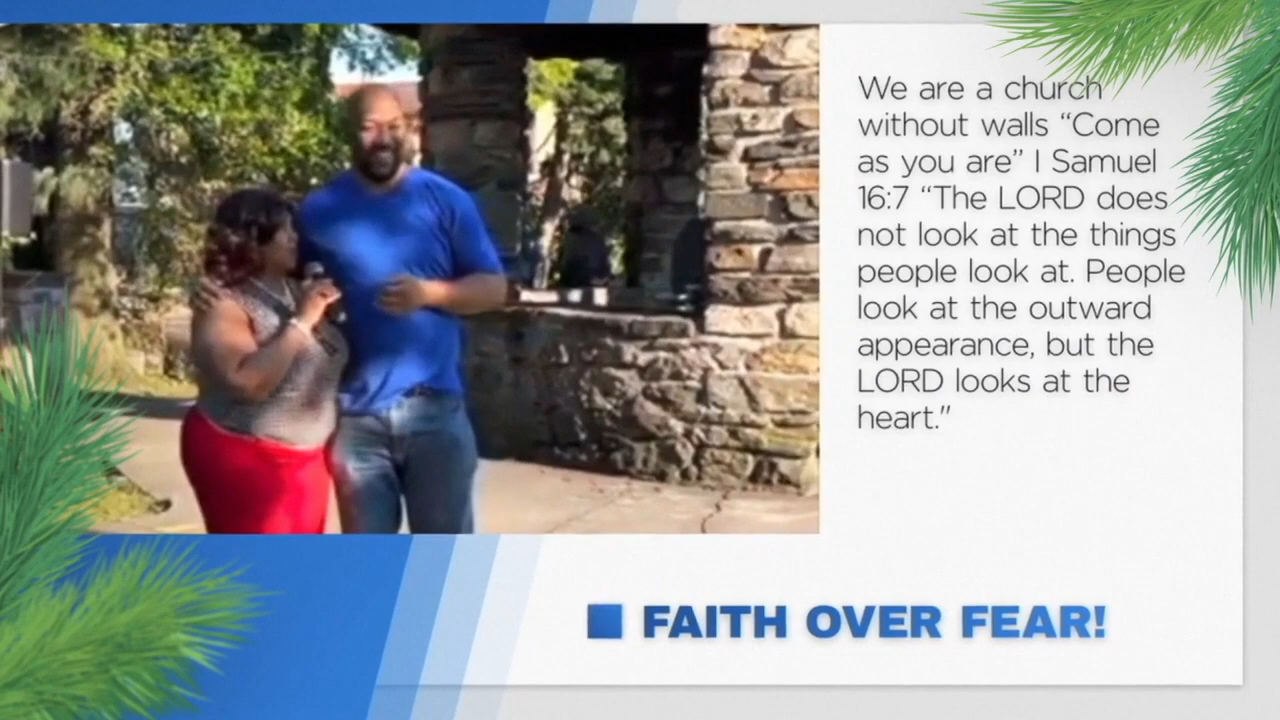 We are a church
without walls “Come
as you are” I Samuel
16:7 “The LORD does
not look at the things
people look at. People
look at the outward
appearance, but the
LORD looks at the
heart."
FAITH OVER FEAR!